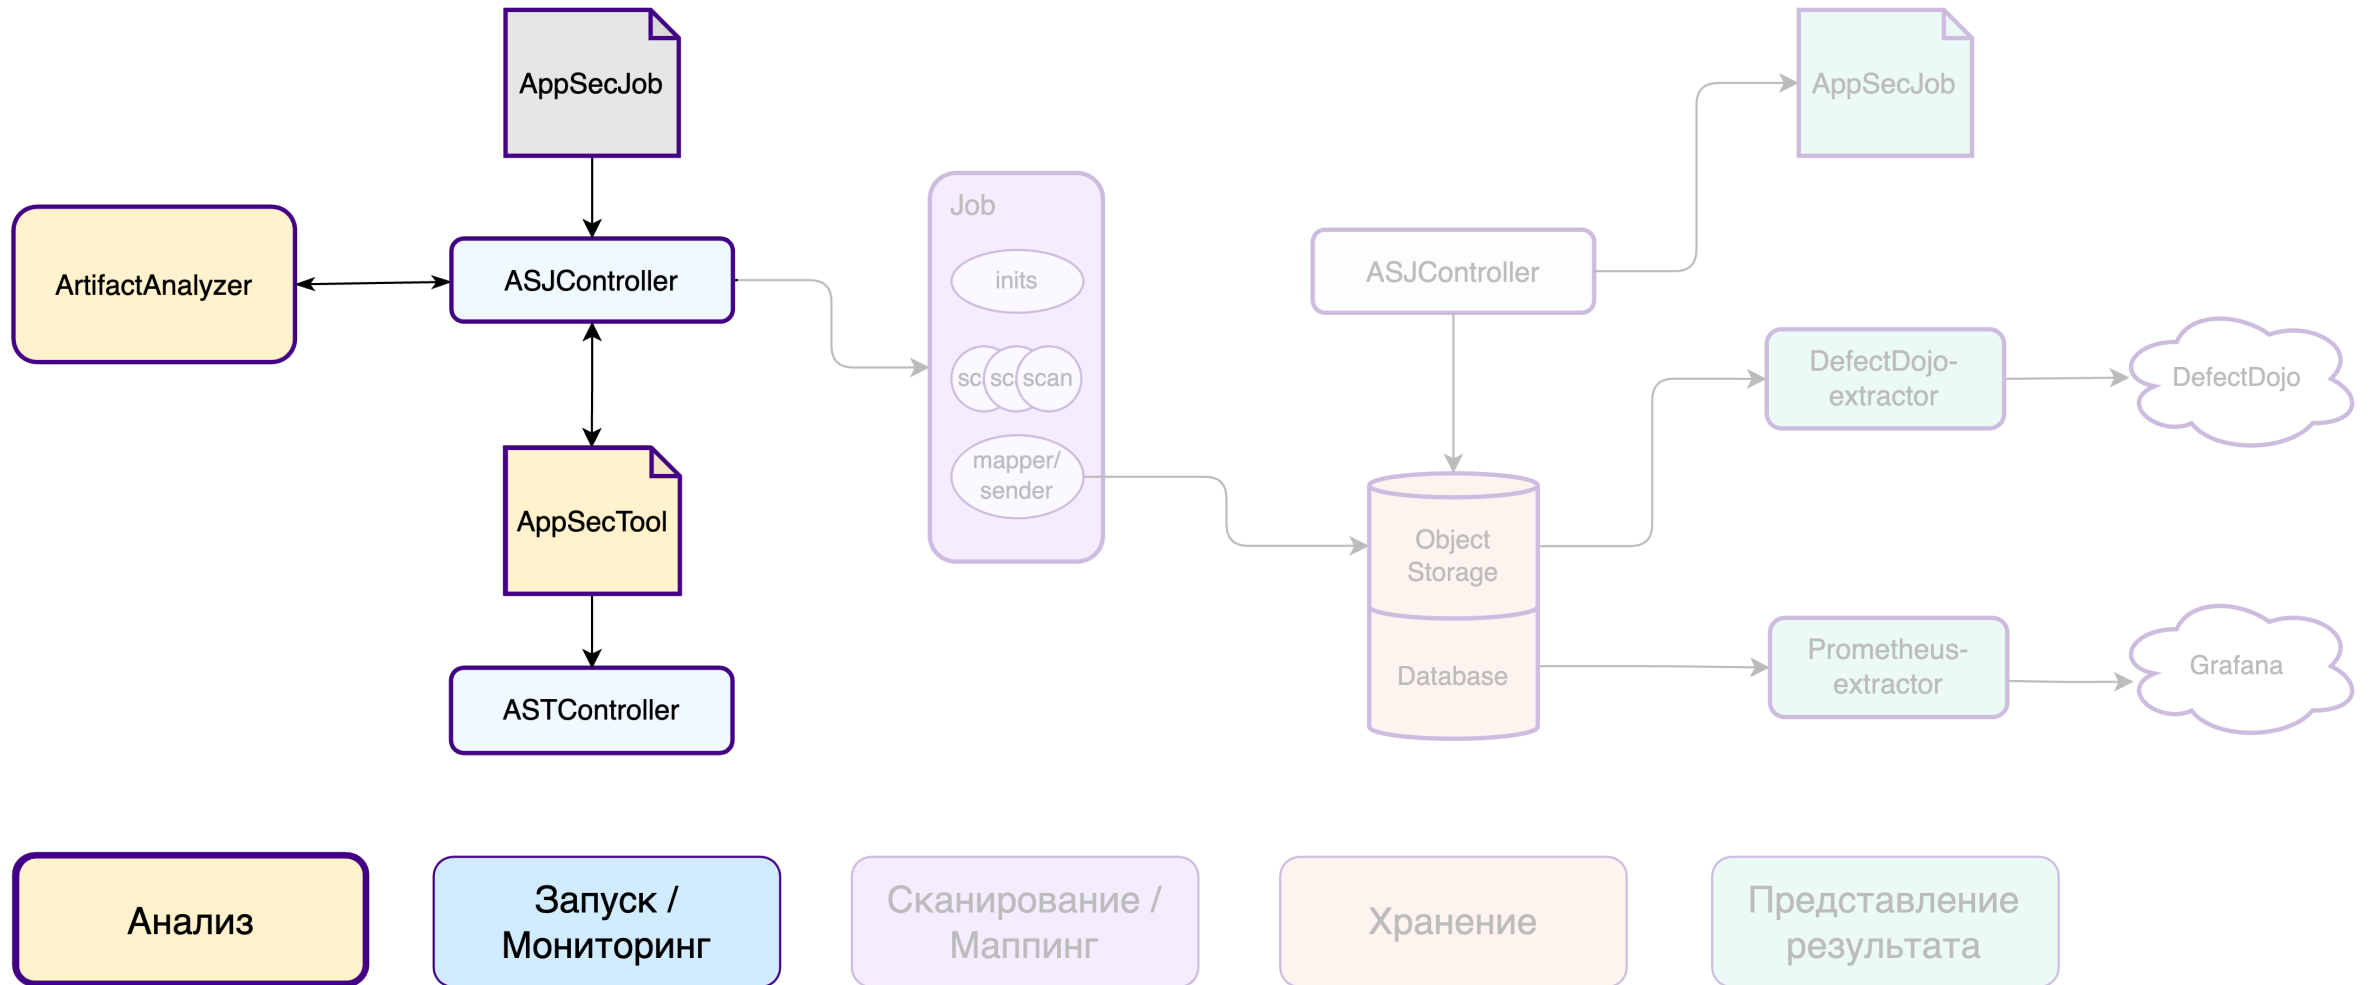 AppSecJob
ArtifactAnalyzer
ASJController
AppSecTool
ASTController
Job
inits
sc sc scan
mapper/
sender
ASJController
AppSecJob
Object
Storage
Database
DefectDojo-
extractor
DefectDojo
Prometheus-
extractor
Grafana
Анализ
Запуск /
Мониторинг
Сканирование /
Маппинг
Хранение
Представление
результата